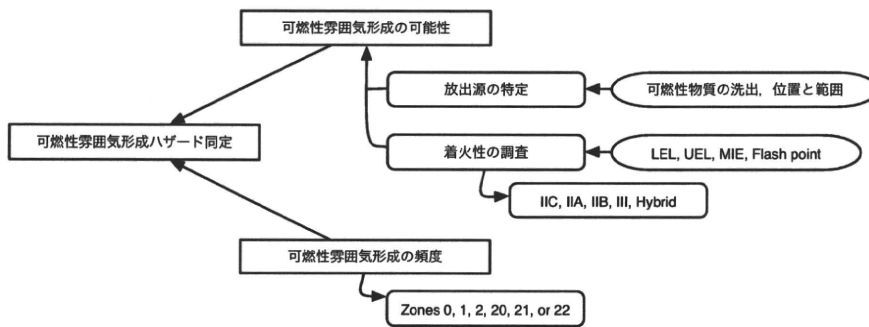 可燃性雰囲気形成の可能性
放出源の特定
可燃性物質の洗出，位置と範囲
可燃性雰囲気形成ハザード同定
着火性の調査
LEL, UEL, MIE, Flash point
IIC, IIA, IIB, III, Hybrid
可燃性雰囲気形成の頻度
Zones 0, 1, 2, 20, 21, or 22